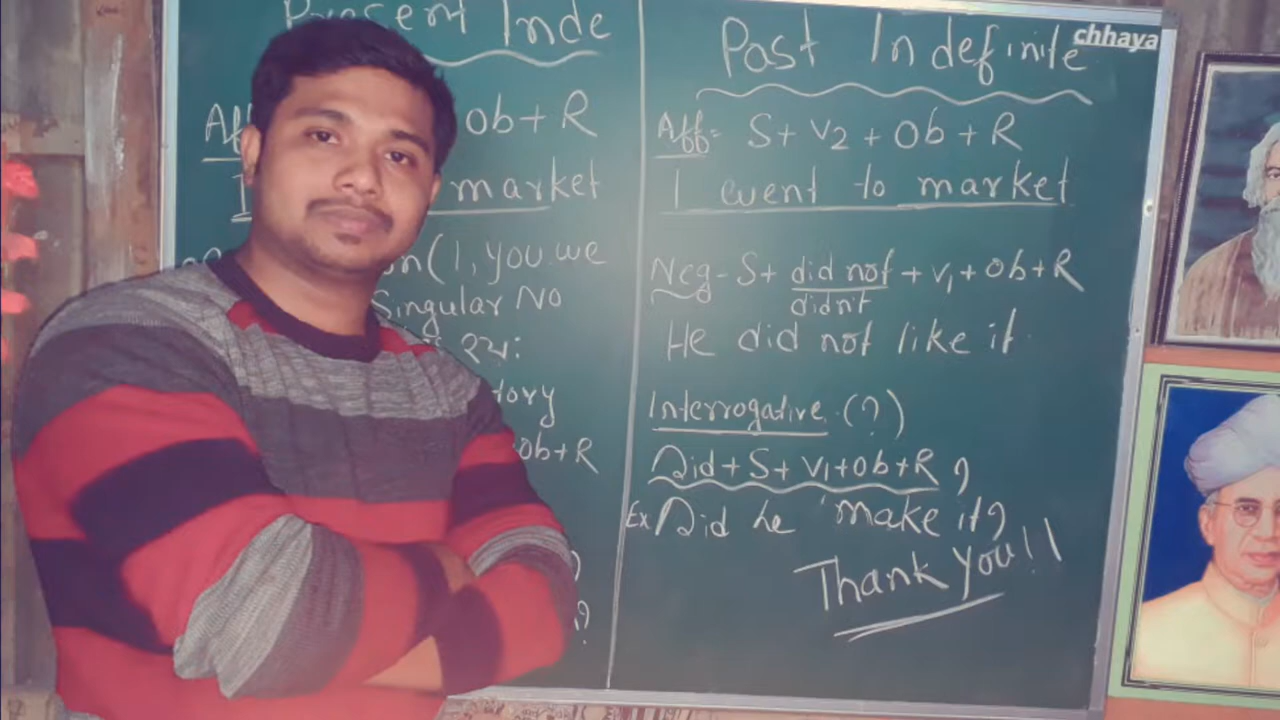 Present Inde
Aff
Ob + R
I
market
(I, you we
Singular No
Ob + R
Past Indefinite
chhaya
Aff= S + V2 + Ob + R
I went to market
Neg - S + did not + V1 + Ob + R
didn't
He did not like it
Interrogative (?)
Did + S + V1 + Ob + R ?
Ex Did he make it?
Thank you!!